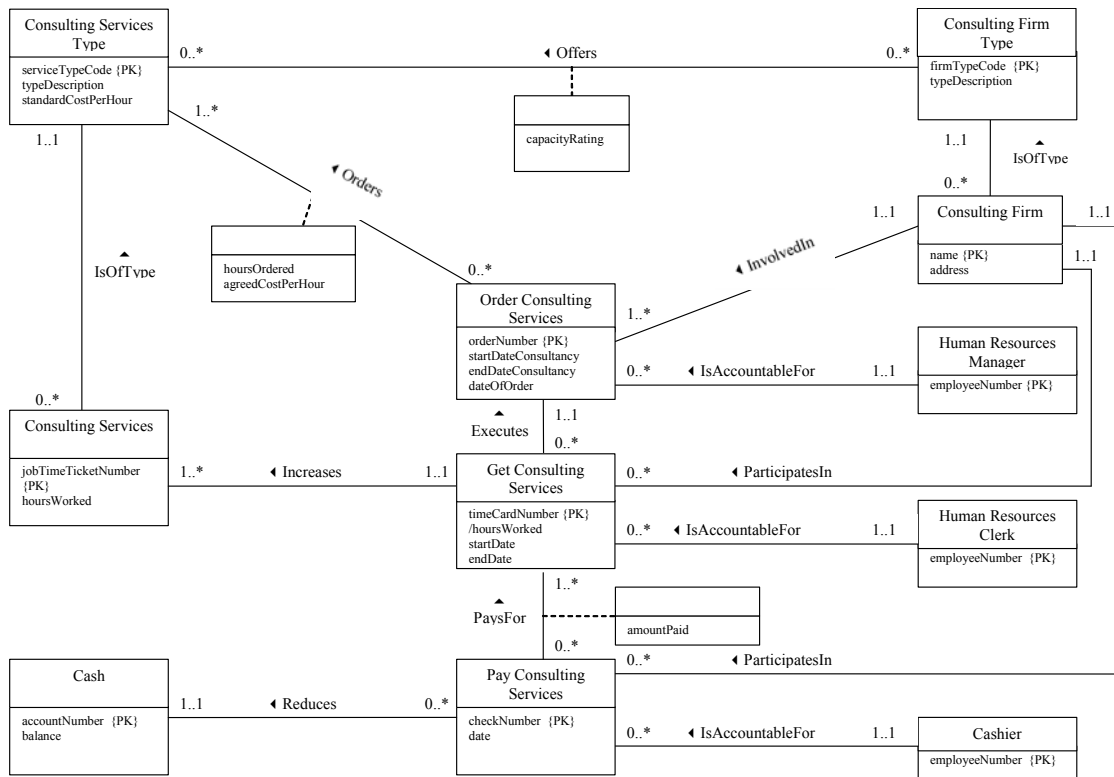 Consulting Services
Type
serviceTypeCode {PK}
typeDescription
standardCostPerHour
0..*
◄ Offers
0..*
Consulting Firm
Type
firmTypeCode {PK}
typeDescription
capacityRating
1..*
1..1
1..1
▲
IsOfType
◄ Orders
0..*
1..1
Consulting Firm
1..1
name {PK}
address
1..1
◄ InvolvedIn
▲
IsOfType
hoursOrdered
agreedCostPerHour
0..*
Order Consulting
Services
orderNumber {PK}
startDateConsultancy
endDateConsultancy
dateOfOrder
1..*
0..*
◄ IsAccountableFor
1..1
Human Resources
Manager
employeeNumber {PK}
0..*
▲
Executes
1..1
0..*
Consulting Services
jobTimeTicketNumber
{PK}
hoursWorked
1..*
◄ Increases
1..1
Get Consulting
Services
timeCardNumber {PK}
/hoursWorked
startDate
endDate
0..*
◄ ParticipatesIn
0..*
◄ IsAccountableFor
1..1
Human Resources
Clerk
employeeNumber {PK}
1..*
▲
PaysFor
amountPaid
0..*
Cash
accountNumber {PK}
balance
1..1
◄ Reduces
0..*
Pay Consulting
Services
checkNumber {PK}
date
0..*
◄ ParticipatesIn
0..*
◄ IsAccountableFor
1..1
Cashier
employeeNumber {PK}